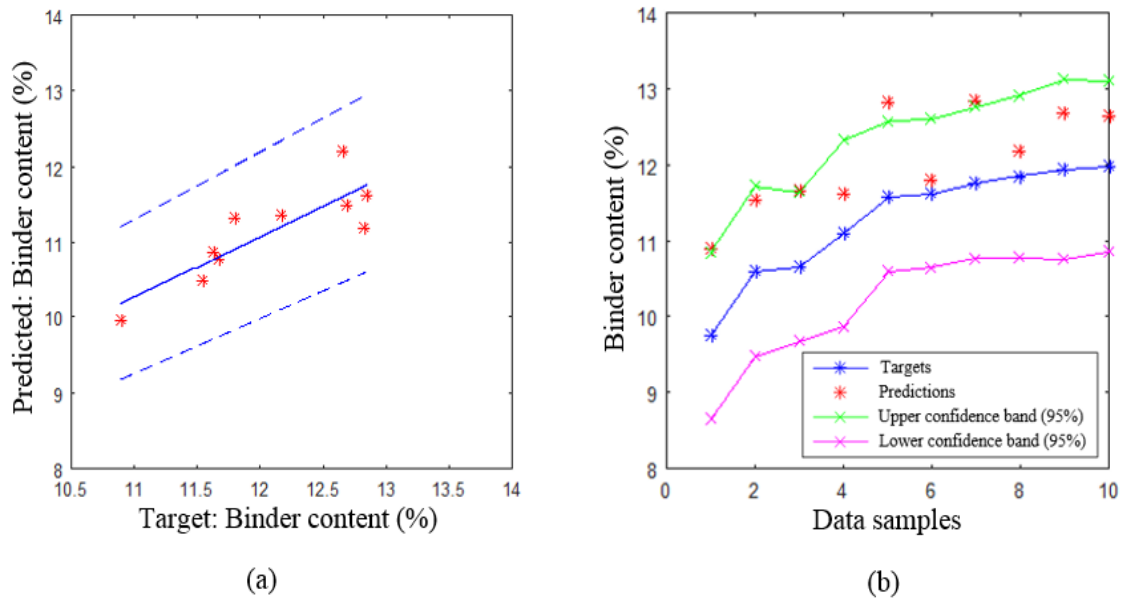 14
13
12
11
10
9
8
10.5
11
11.5
12
12.5
13
13.5
14
Predicted: Binder content (%)
Target: Binder content (%)
(a)
14
13
12
11
10
9
8
0
2
4
6
8
10
Binder content (%)
Data samples
Targets
Predictions
Upper confidence band (95%)
Lower confidence band (95%)
(b)